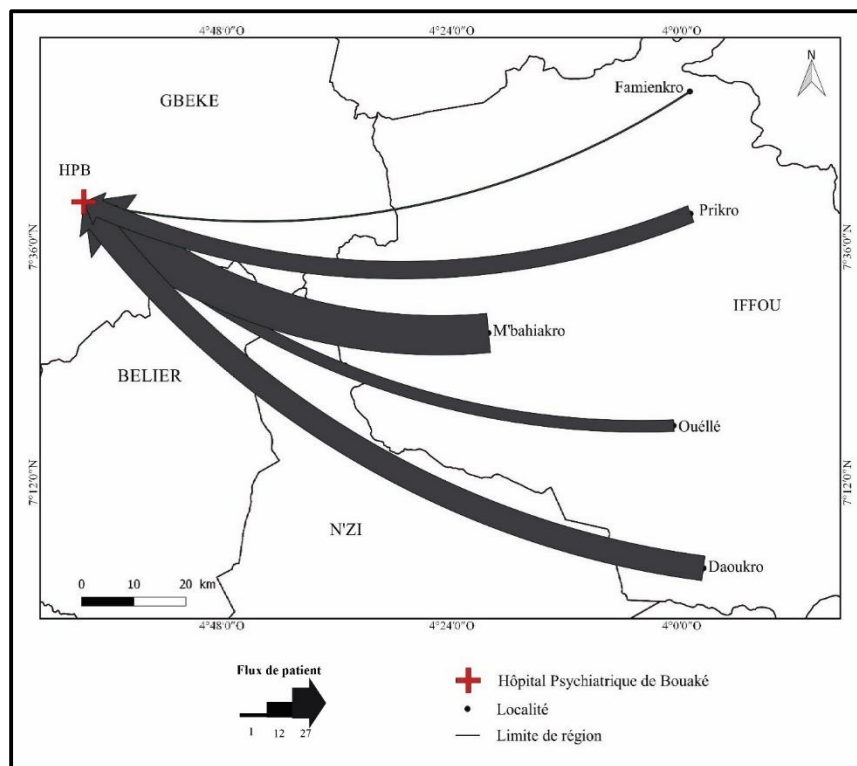 4°48'0"O 4°24'0"O 4°0'0"O
N
GBEKE
Famienkro
HPB
Prikro
7°36'0"N 7°36'0"N
IFFOU
M'bahiakro
BELIER
Ouéllé
7°12'0"N 7°12'0"N
N'ZI
Daoukro
0 10 20 km
4°48'0"O 4°24'0"O 4°0'0"O
Flux de patient
1 12 27
Hôpital Psychiatrique de Bouaké
Localité
Limite de région